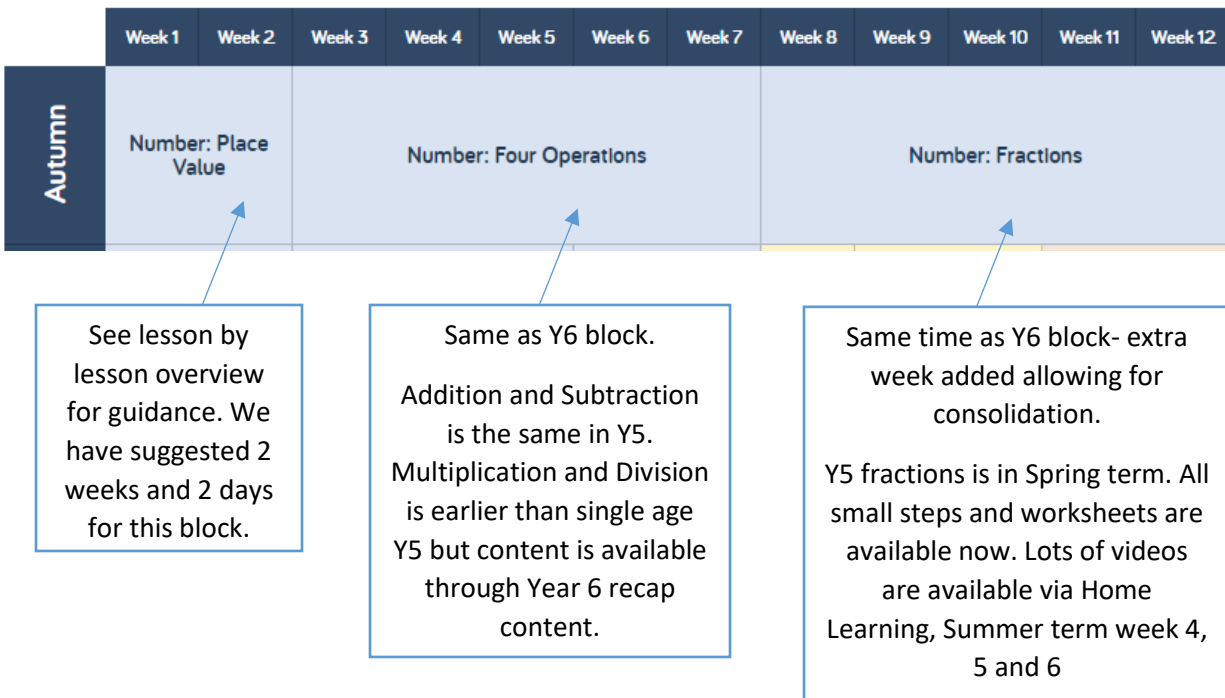 Week 1 Week 2 Week 3 Week 4 Week 5 Week 6 Week 7 Week 8 Week 9 Week 10 Week 11 Week 12
Autumn
Number: Place
Value
Number: Four Operations
Number: Fractions
See lesson by
lesson overview
for guidance. We
have suggested 2
weeks and 2 days
for this block.
Same as Y6 block.
Addition and Subtraction
is the same in Y5.
Multiplication and Division
is earlier than single age
Y5 but content is available
through Year 6 recap
content.
Same time as Y6 block- extra
week added allowing for
consolidation.
Y5 fractions is in Spring term. All
small steps and worksheets are
available now. Lots of videos
are available via Home
Learning, Summer term week 4,
5 and 6